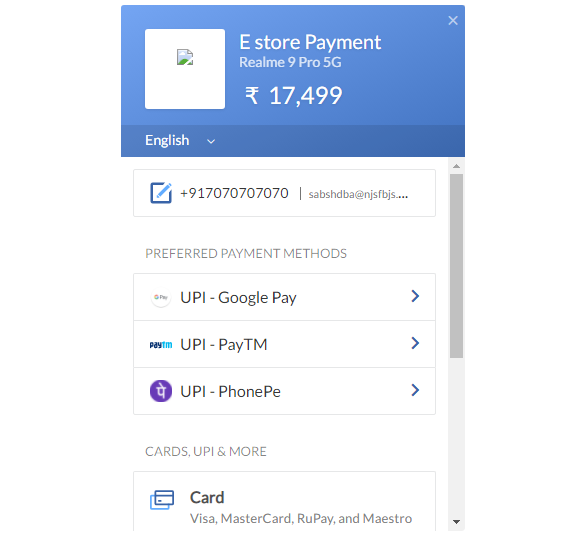 E store Payment
Realme 9 Pro 5G
₹ 17,499
English
+917070707070 | sabshdba@njsfbjs....
PREFERRED PAYMENT METHODS
G Pay UPI - Google Pay
paytm UPI - PayTM
पे UPI - PhonePe
CARDS, UPI & MORE
Card
Visa, MasterCard, RuPay, and Maestro